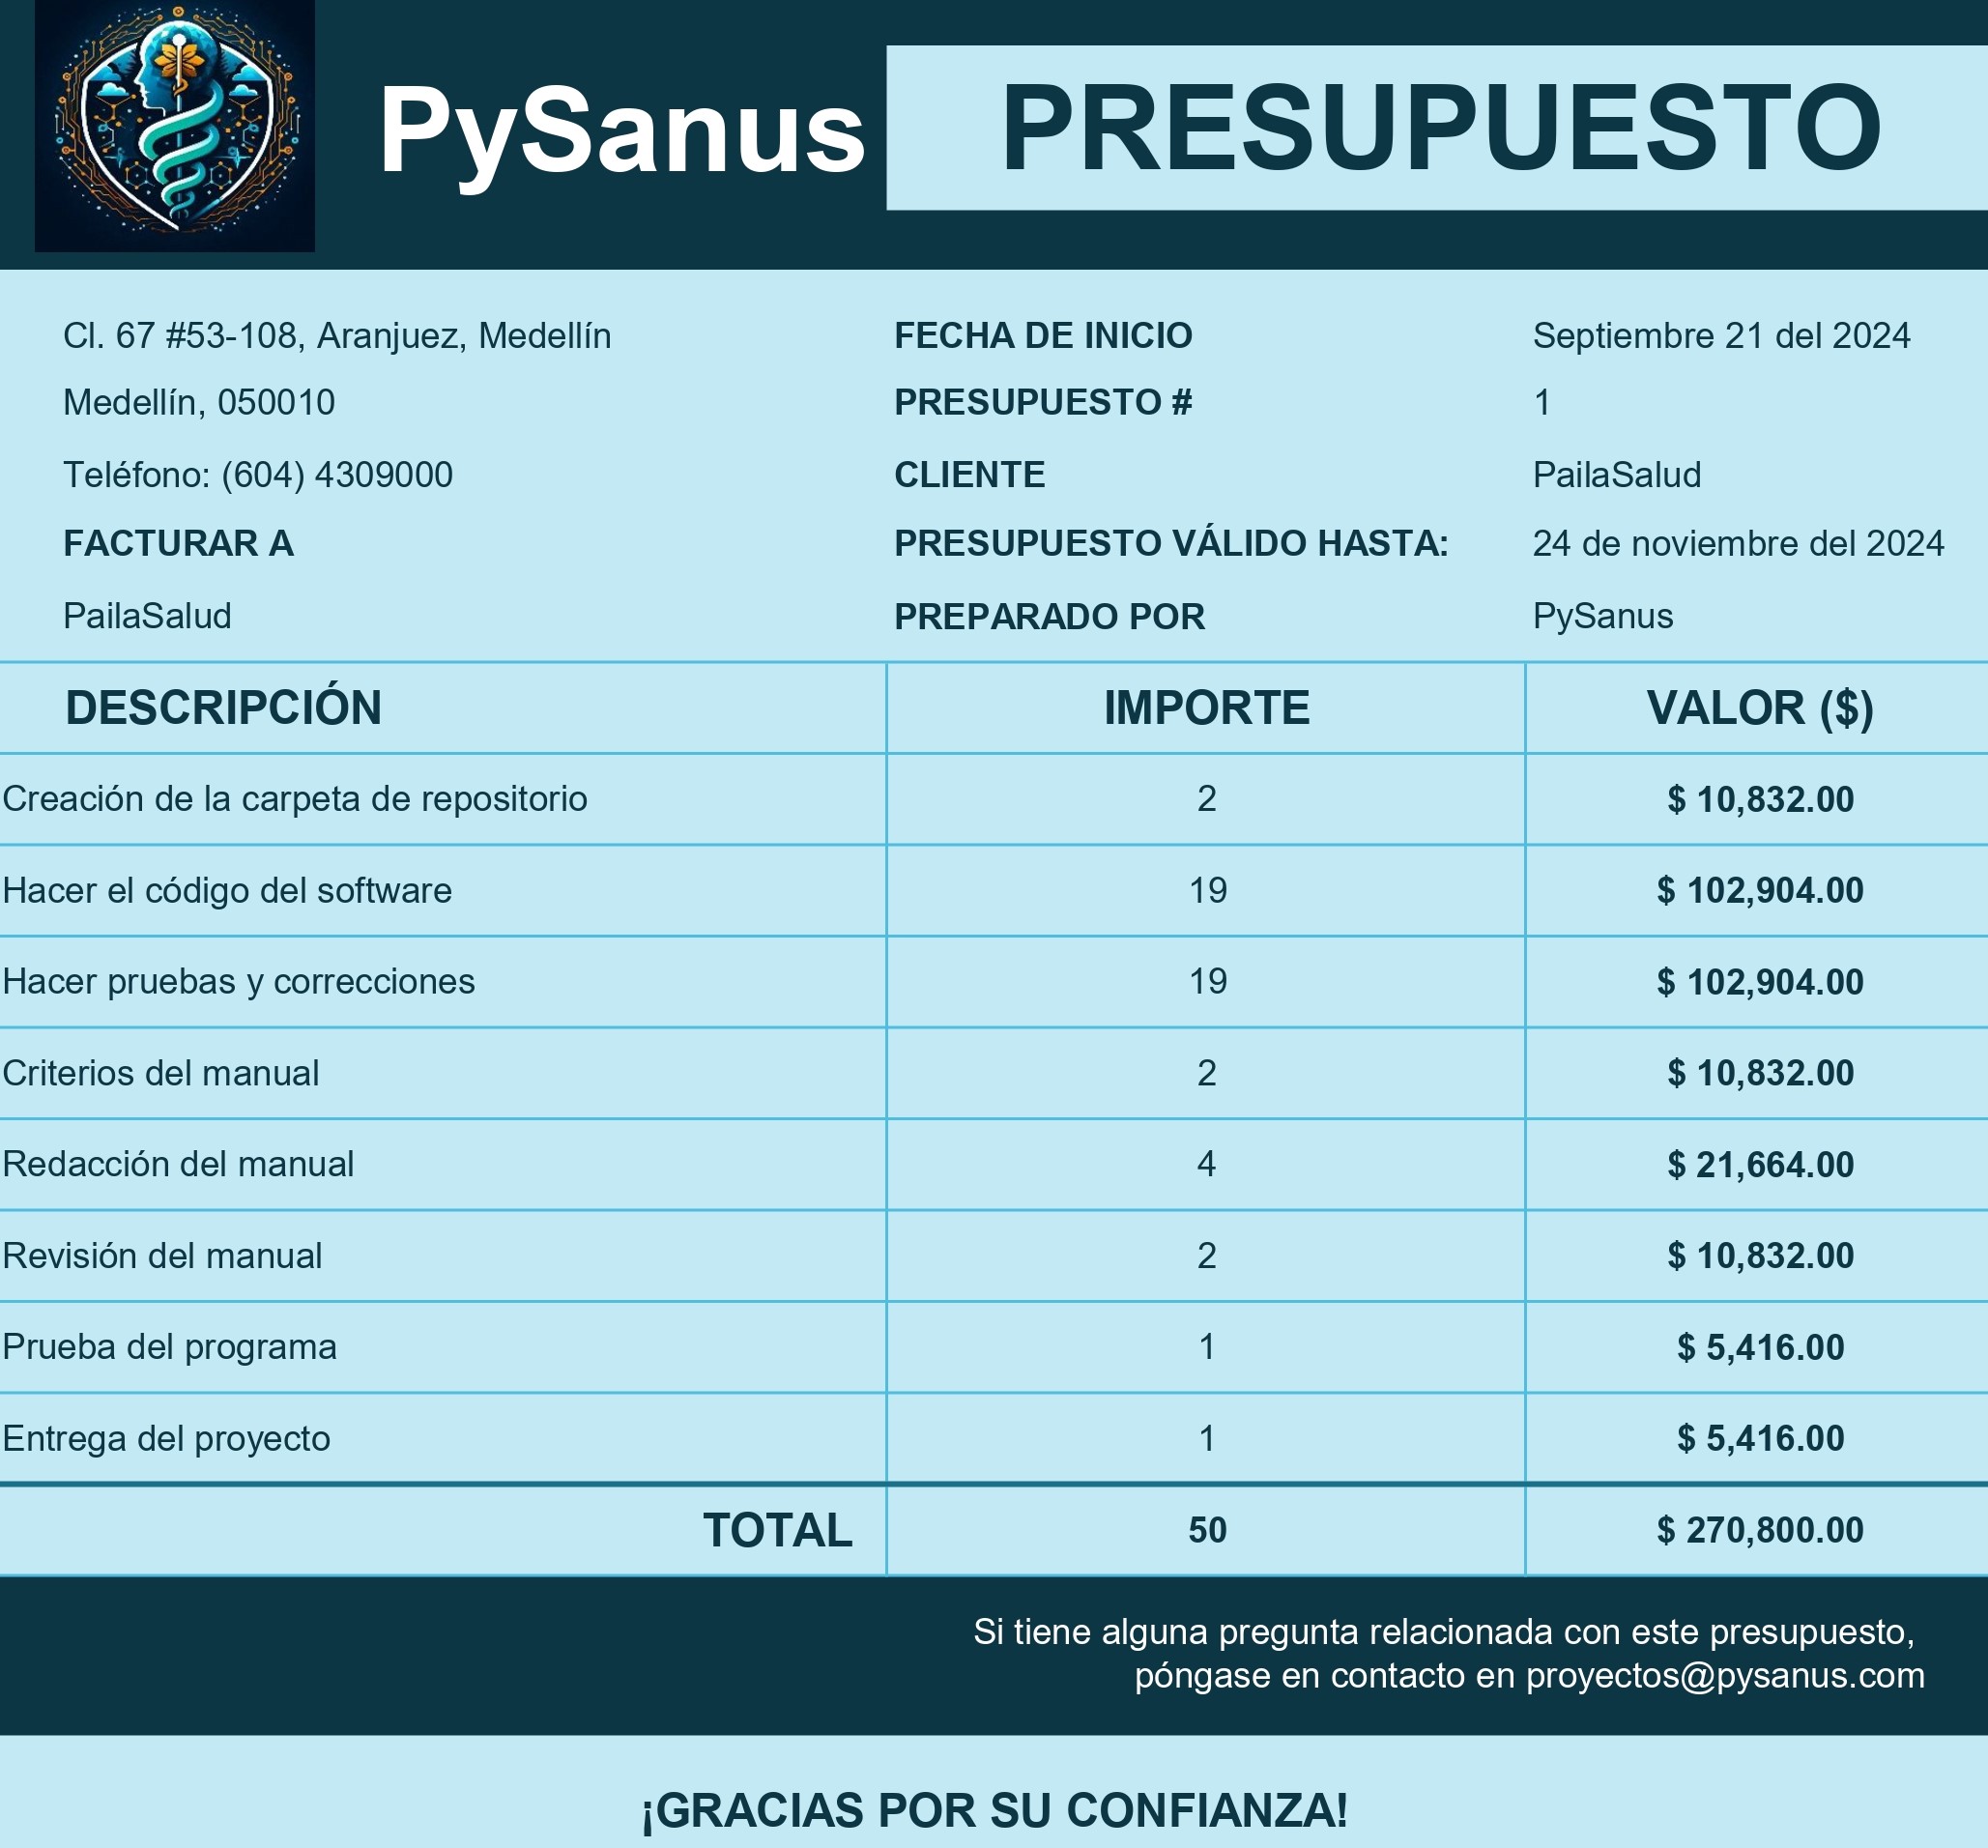 PySanus
PRESUPUESTO
Cl. 67 #53-108, Aranjuez, Medellín
FECHA DE INICIO
Septiembre 21 del 2024
Medellín, 050010
PRESUPUESTO #
1
Teléfono: (604) 4309000
CLIENTE
PailaSalud
FACTURAR A
PRESUPUESTO VÁLIDO HASTA:
24 de noviembre del 2024
PailaSalud
PREPARADO POR
PySanus
DESCRIPCIÓN
IMPORTE
VALOR ($)
Creación de la carpeta de repositorio
2
$ 10,832.00
Hacer el código del software
19
$ 102,904.00
Hacer pruebas y correcciones
19
$ 102,904.00
Criterios del manual
2
$ 10,832.00
Redacción del manual
4
$ 21,664.00
Revisión del manual
2
$ 10,832.00
Prueba del programa
1
$ 5,416.00
Entrega del proyecto
1
$ 5,416.00
TOTAL
50
$ 270,800.00
Si tiene alguna pregunta relacionada con este presupuesto,
póngase en contacto en proyectos@pysanus.com
¡GRACIAS POR SU CONFIANZA!